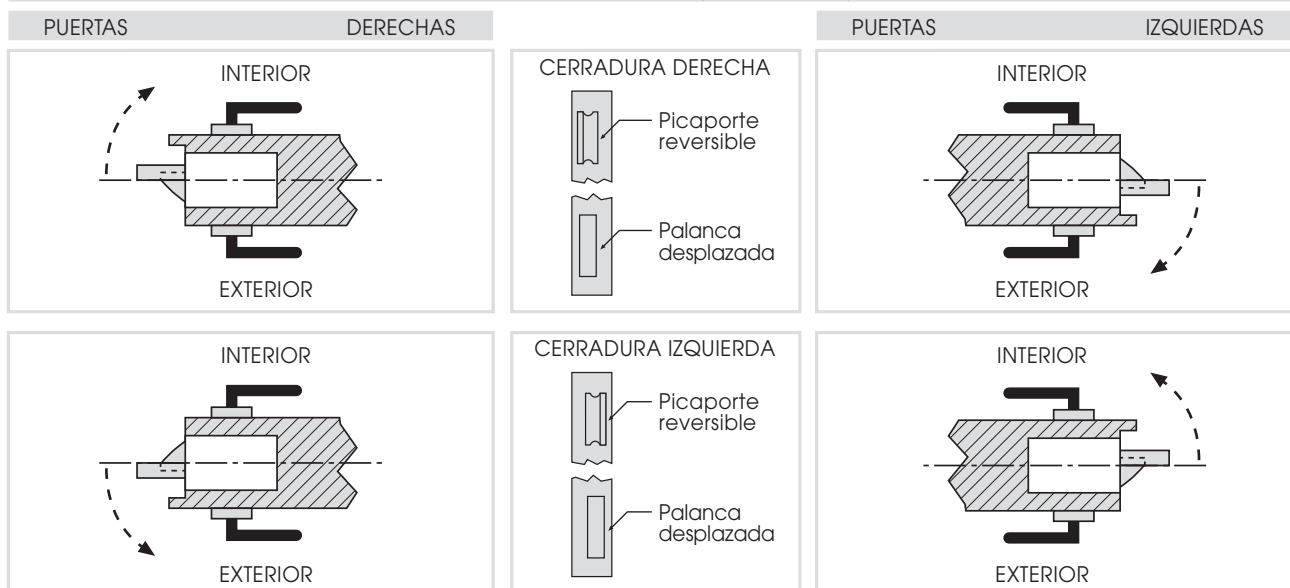 PUERTAS DERECHAS
PUERTAS IZQUIERDAS
INTERIOR
EXTERIOR
CERRADURA DERECHA
Picaporte
reversible
Palanca
desplazada
INTERIOR
EXTERIOR
INTERIOR
EXTERIOR
CERRADURA IZQUIERDA
Picaporte
reversible
Palanca
desplazada
INTERIOR
EXTERIOR